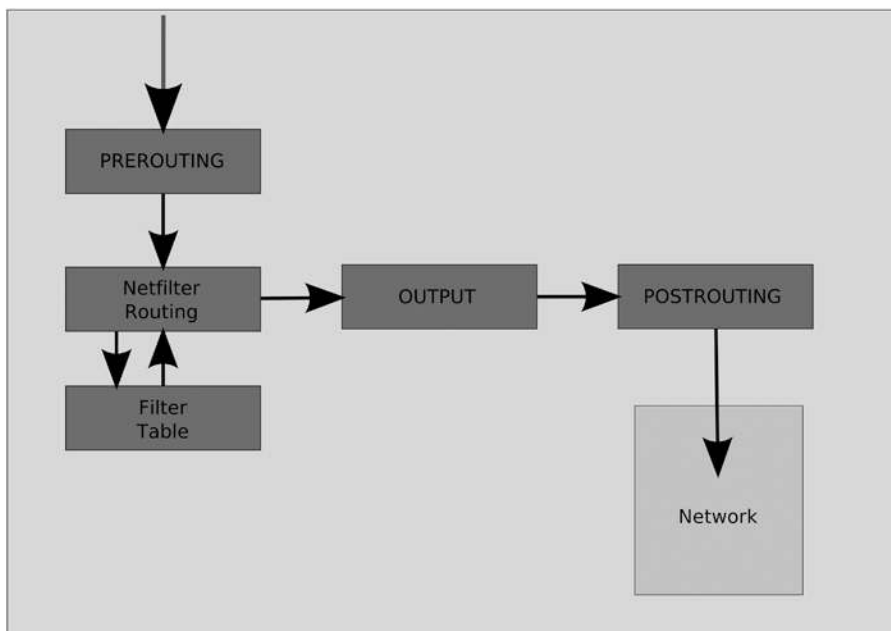 PREROUTING
Netfilter
Routing
OUTPUT
POSTROUTING
Filter
Table
Network